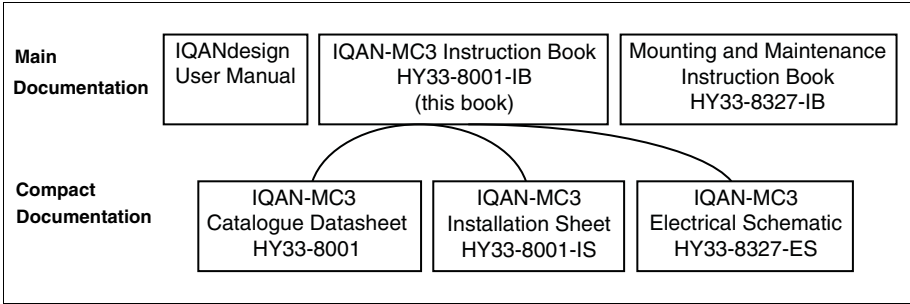 Main
Documentation
IQANdesign
User Manual
IQAN-MC3 Instruction Book
HY33-8001-IB
(this book)
Mounting and Maintenance
Instruction Book
HY33-8327-IB
Compact
Documentation
IQAN-MC3
Catalogue Datasheet
HY33-8001
IQAN-MC3
Installation Sheet
HY33-8001-IS
IQAN-MC3
Electrical Schematic
HY33-8327-ES